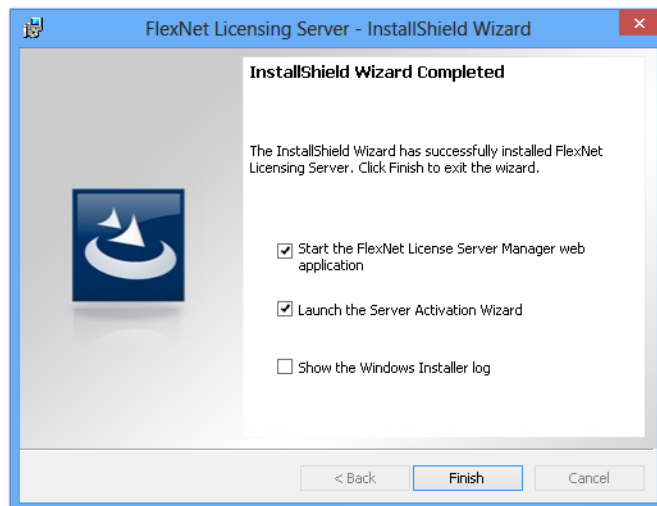 FlexNet Licensing Server - InstallShield Wizard
InstallShield Wizard Completed
The InstallShield Wizard has successfully installed FlexNet
Licensing Server. Click Finish to exit the wizard.
Start the FlexNet License Server Manager web
application
Launch the Server Activation Wizard
Show the Windows Installer log
< Back Finish Cancel